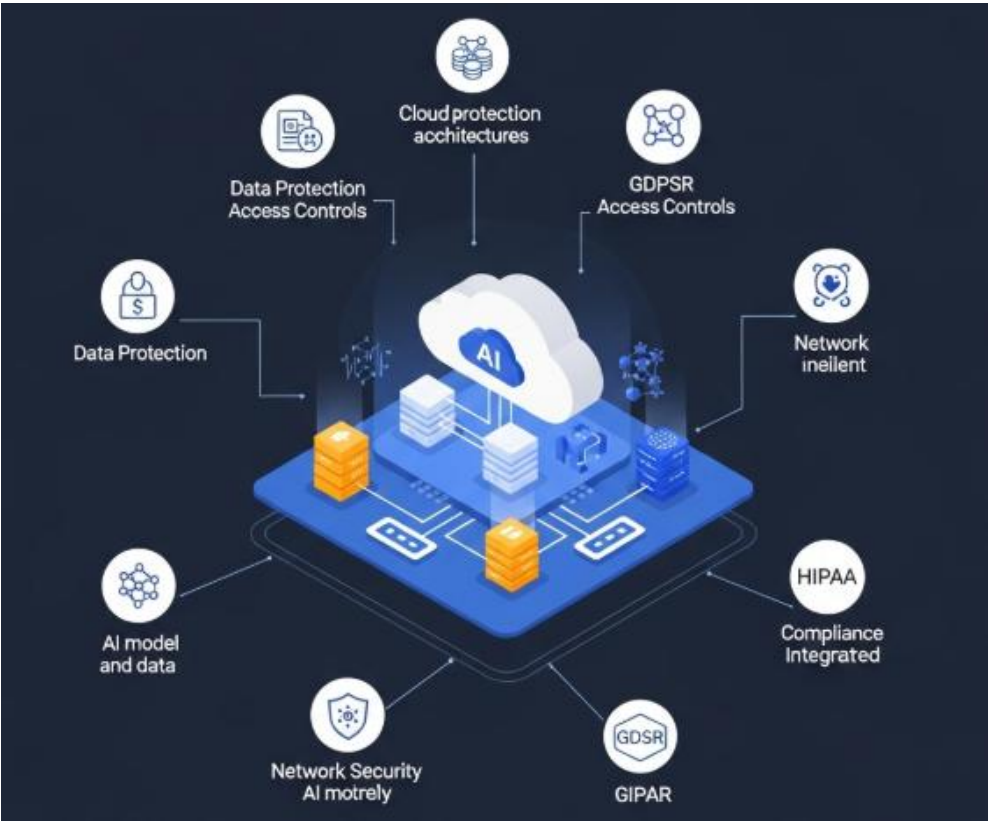 Cloud protection
acchitectures
Data Protection
Access Controls
GDPSR
Access Controls
$
Data Protection
Network
ineilent
AI
AI model
and data
HIPAA
Compliance
Integrated
Network Security
AI motrely
GDSR
GIPAR